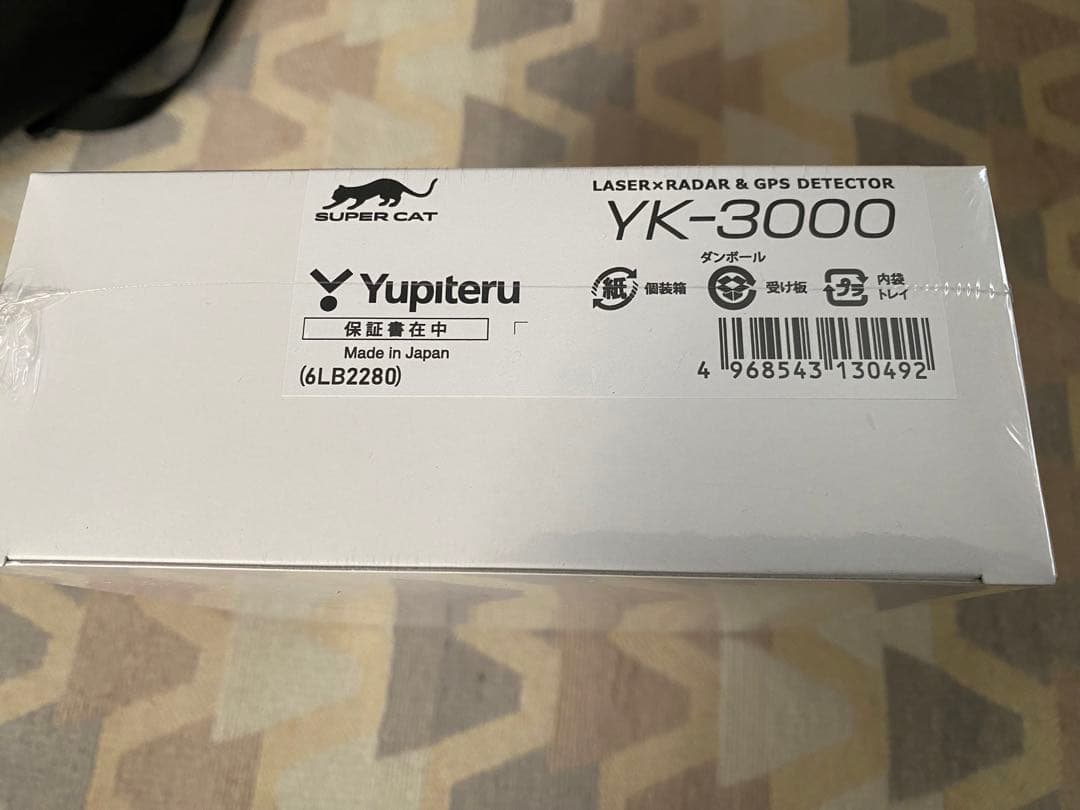 SUPER CAT
LASER×RADAR & GPS DETECTOR
YK-3000
Yupiteru
保証書在中
Made in Japan
(6LB2280)
ダンボール
紙 個装箱
受け板
プラ 内袋
トレイ
4 968543 130492